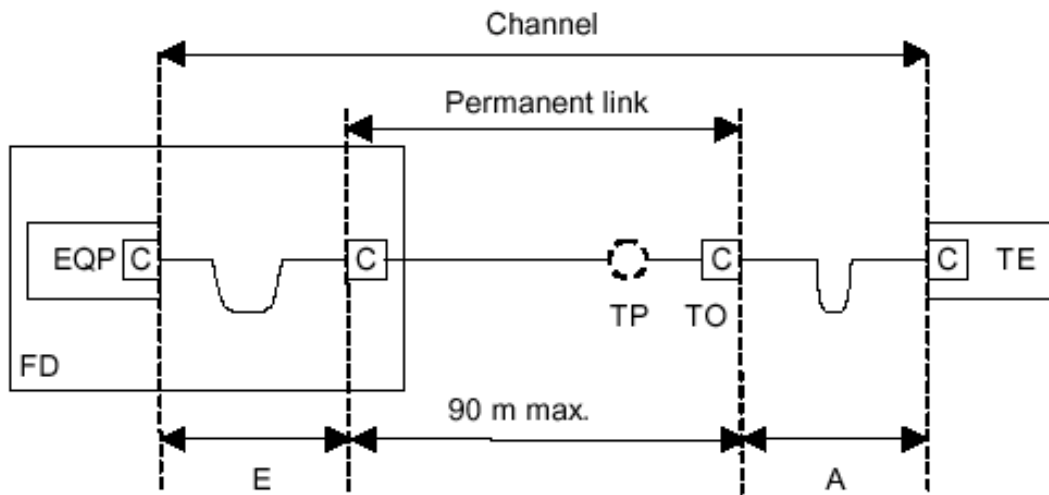 Channel
Permanent link
EQP C C C C TE
TP TO
FD
90 m max.
E A